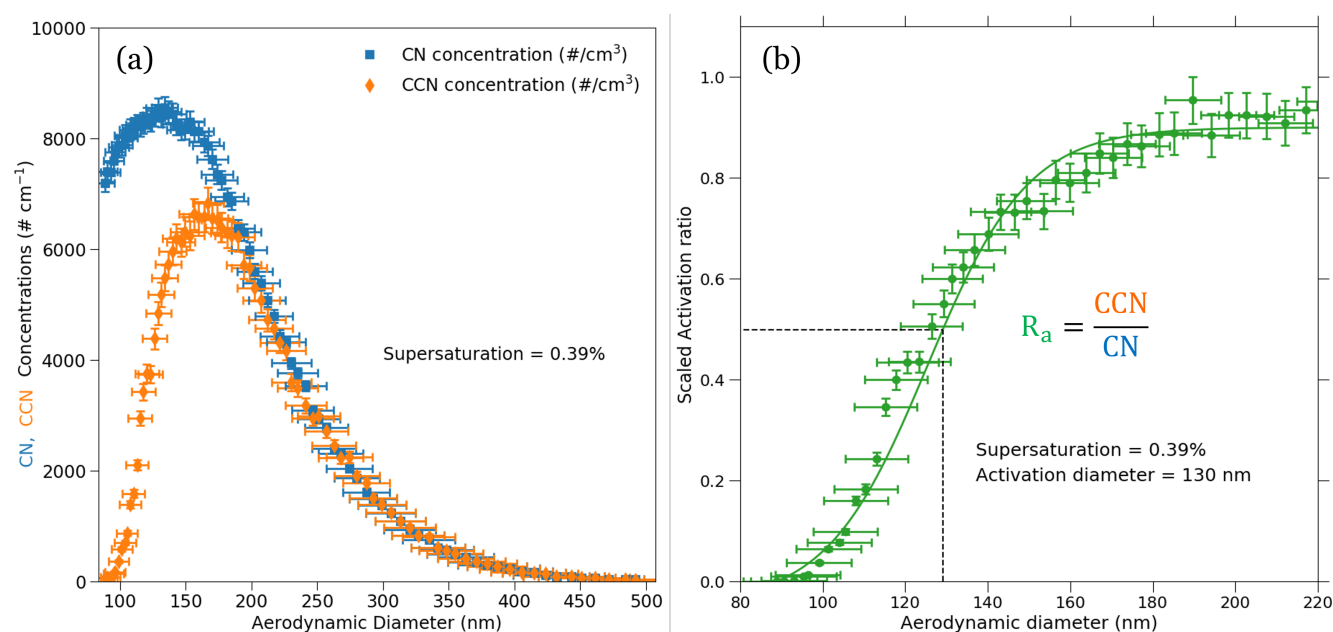 (a)
CN concentration (#/cm³)
CCN concentration (#/cm³)
Supersaturation = 0.39%
CN, CCN Concentrations (# cm⁻¹)
10000
8000
6000
4000
2000
0
100 150 200 250 300 350 400 450 500
Aerodynamic Diameter (nm)
(b)
Rₐ = CCN
CN
Supersaturation = 0.39%
Activation diameter = 130 nm
Scaled Activation ratio
1.0
0.8
0.6
0.4
0.2
0.0
80 100 120 140 160 180 200 220
Aerodynamic diameter (nm)